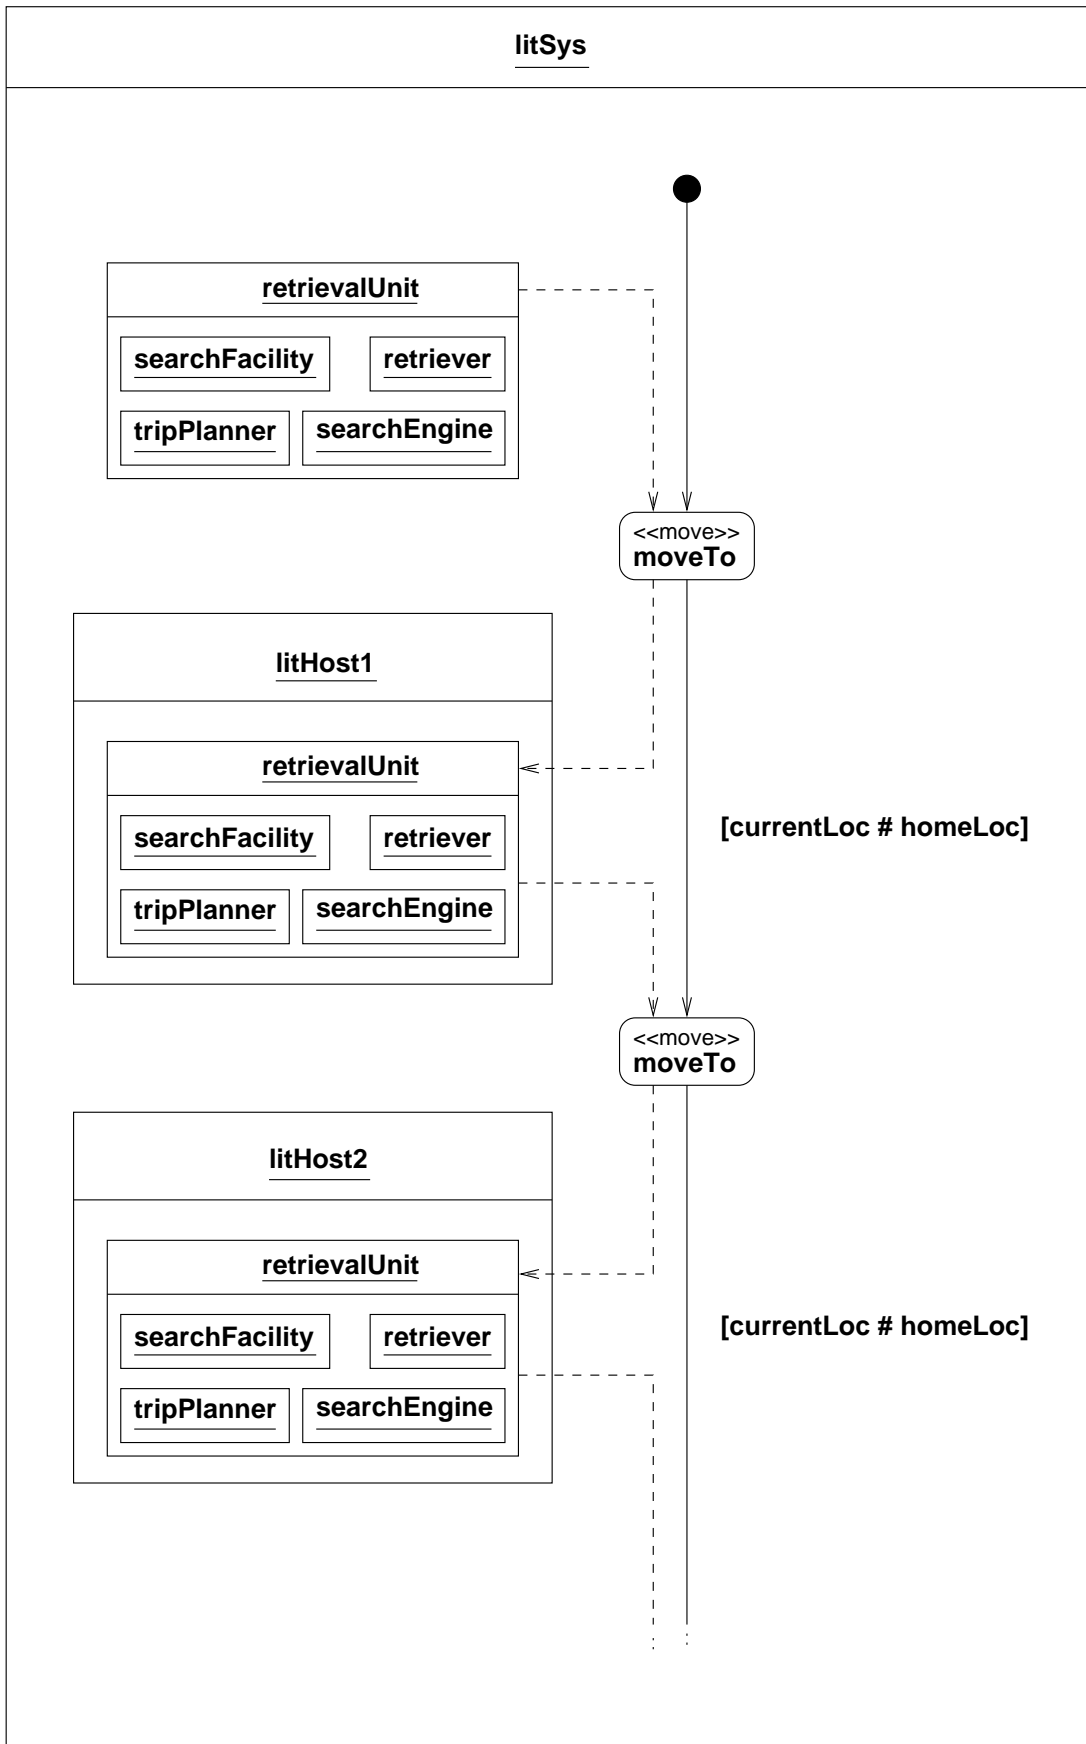 litSys
retrievalUnit
searchFacility retriever
tripPlanner searchEngine
<<move>>
moveTo
litHost1
retrievalUnit
searchFacility retriever
[currentLoc # homeLoc]
tripPlanner searchEngine
<<move>>
moveTo
litHost2
retrievalUnit
searchFacility retriever
[currentLoc # homeLoc]
tripPlanner searchEngine